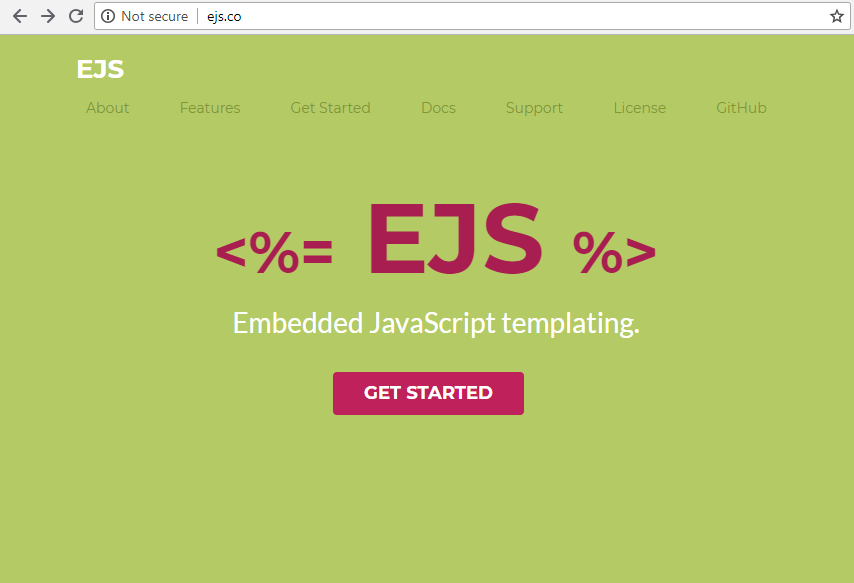 Not secure | ejs.co
EJS
About Features Get Started Docs Support License GitHub
<%= EJS %>
Embedded JavaScript templating.
GET STARTED